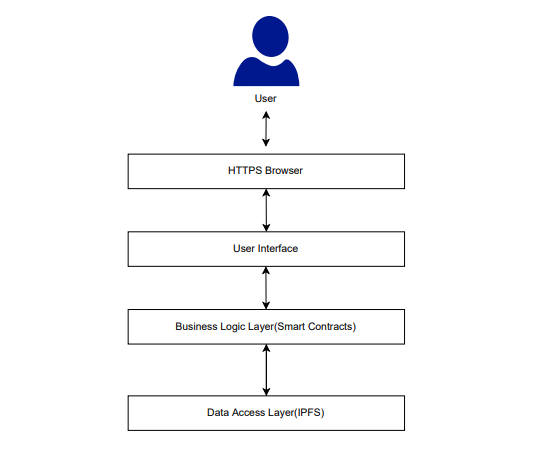 User
HTTPS Browser
User Interface
Business Logic Layer(Smart Contracts)
Data Access Layer(IPFS)